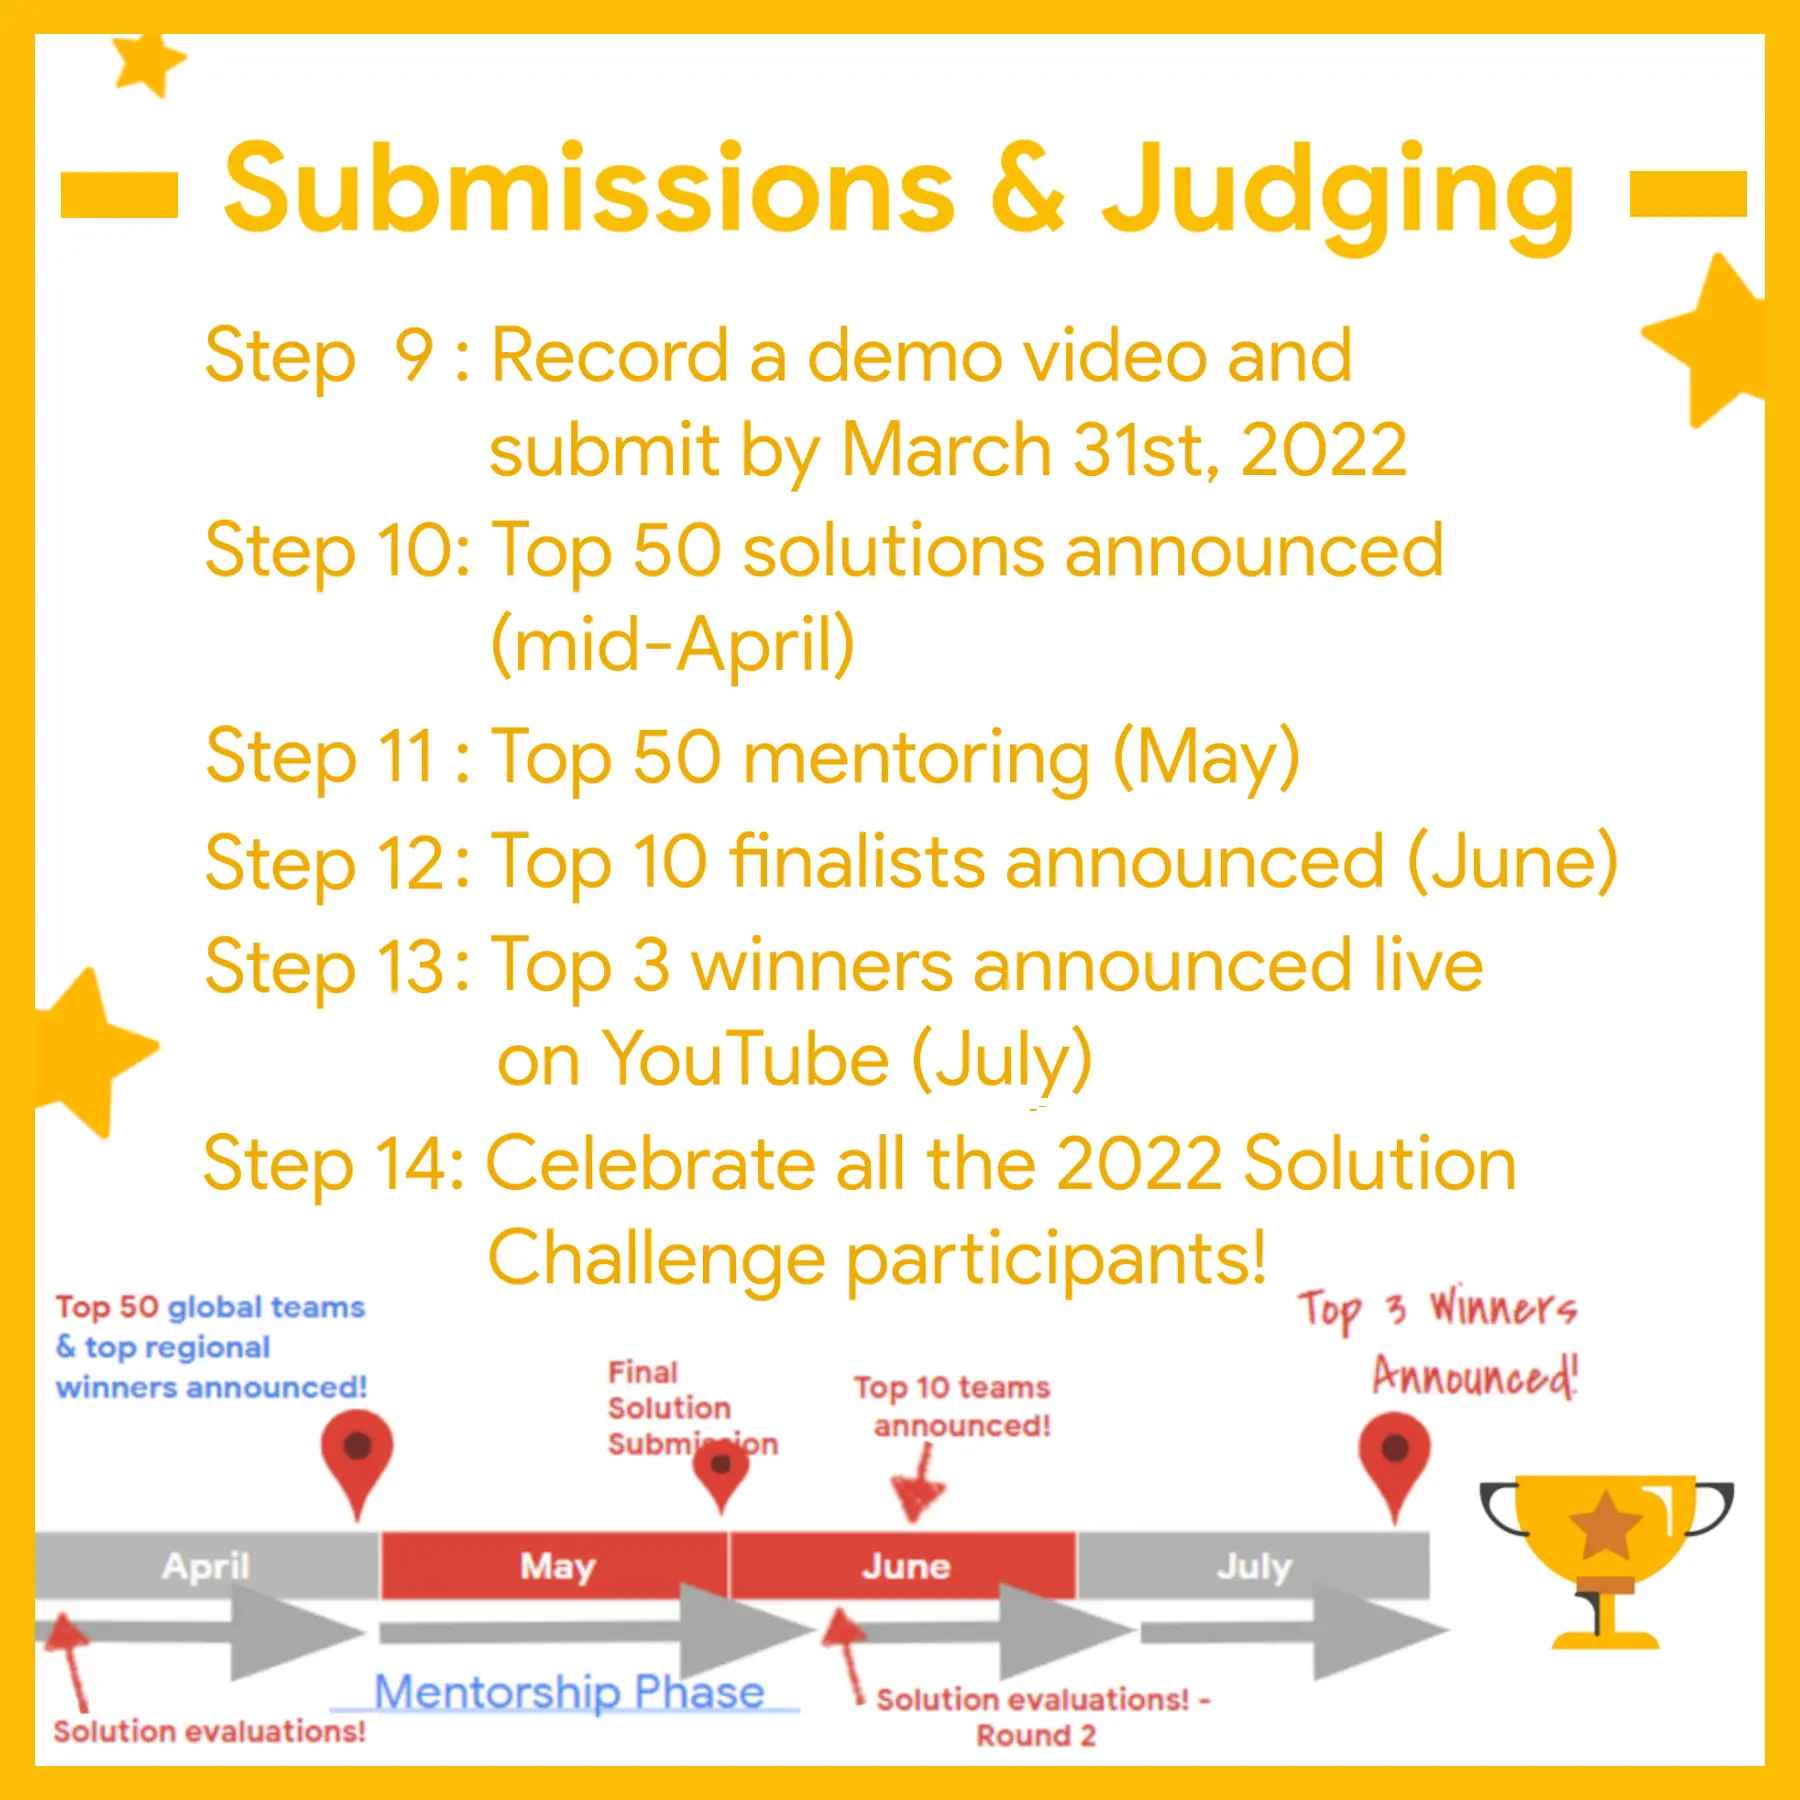 Submissions & Judging
Step 9 : Record a demo video and
submit by March 31st, 2022
Step 10: Top 50 solutions announced
(mid-April)
Step 11 : Top 50 mentoring (May)
Step 12 : Top 10 finalists announced (June)
Step 13 : Top 3 winners announced live
on YouTube (July)
Step 14: Celebrate all the 2022 Solution
Challenge participants!
Top 50 global teams
& top regional
winners announced!
Final
Solution
Submission
Top 10 teams
announced!
Top 3 Winners
Announced!
April
May
June
July
Solution evaluations!
Mentorship Phase
Solution evaluations! -
Round 2